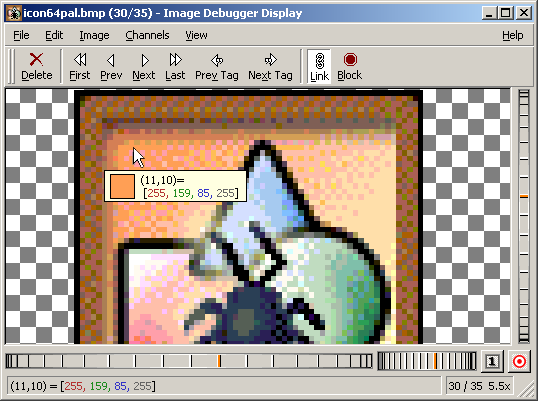 icon64pal.bmp (30/35) - Image Debugger Display
File Edit Image Channels View Help
Delete First Prev Next Last Prev Tag Next Tag Link Block
(11,10)=
[255, 159, 85, 255]
1
(11,10) = [255, 159, 85, 255] 30 / 35 5.5x